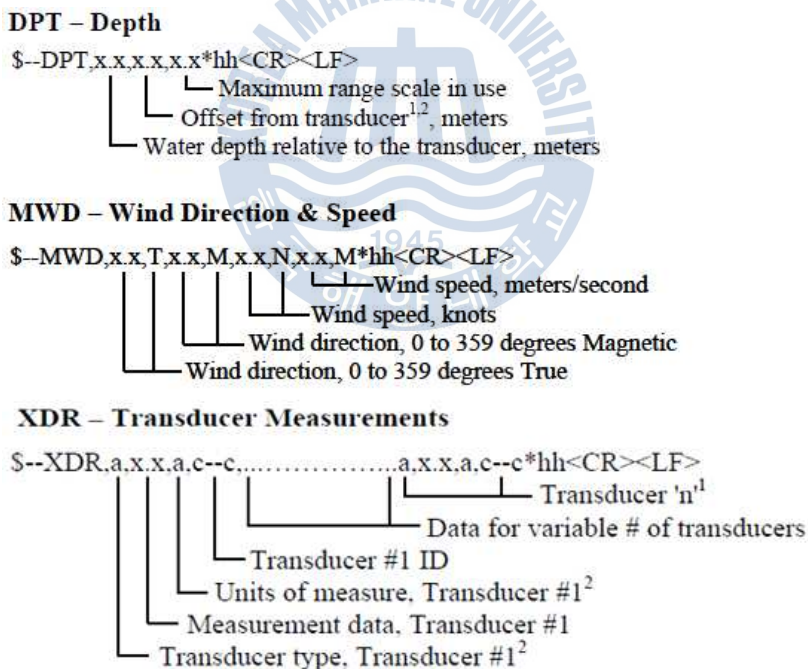 DPT – Depth
$--DPT,x.x,x.x,x.x*hh<CR><LF>
Maximum range scale in use
Offset from transducer1,2, meters
Water depth relative to the transducer, meters
MWD – Wind Direction & Speed
1945
$--MWD,x.x,T,x.x,M,x.x,N,x.x,M*hh<CR><LF>
Wind speed, meters/second
Wind speed, knots
Wind direction, 0 to 359 degrees Magnetic
Wind direction, 0 to 359 degrees True
XDR – Transducer Measurements
$--XDR,a,x.x,a,c--c,...................a,x.x,a,c--c*hh<CR><LF>
Transducer 'n'1
Data for variable # of transducers
Transducer #1 ID
Units of measure, Transducer #12
Measurement data, Transducer #1
Transducer type, Transducer #12